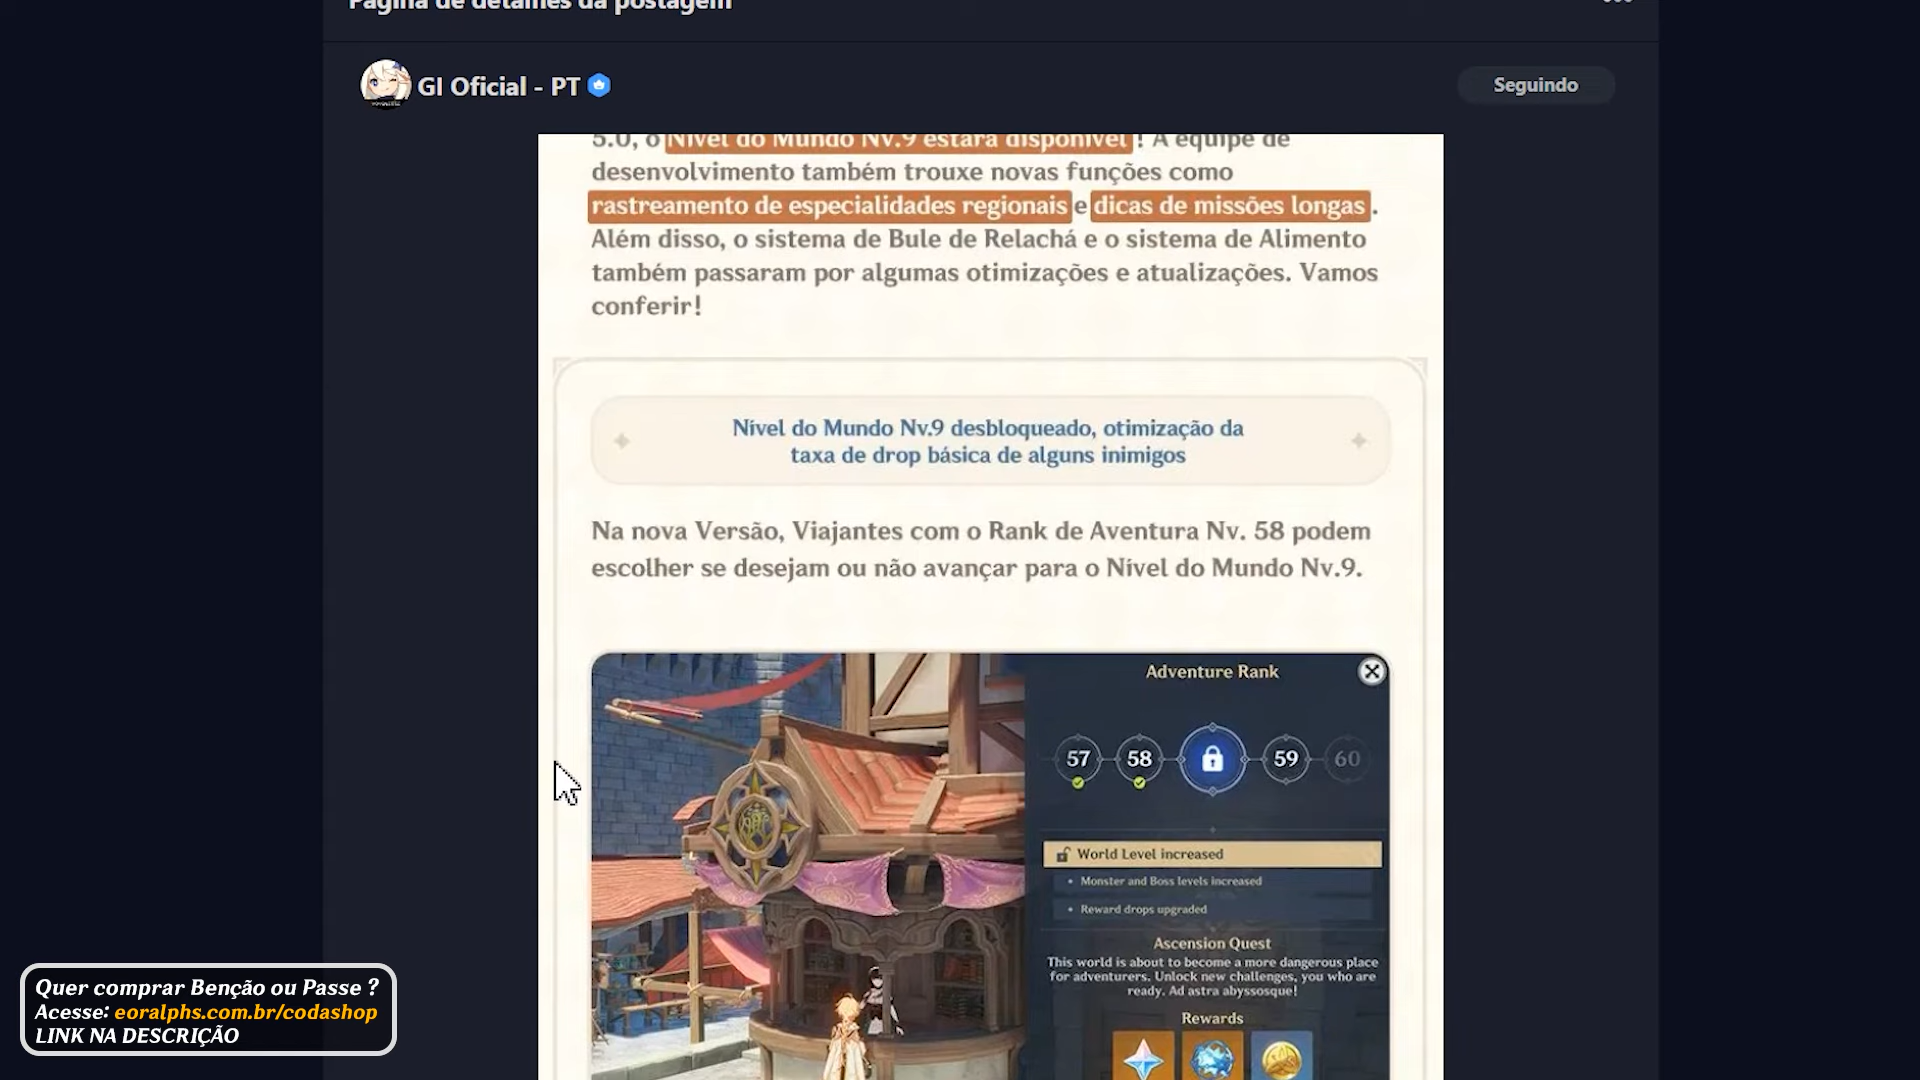 Página de detalhes da postagem
GI Oficial - PT
Seguindo
5.0, o Nível do Mundo Nv.9 estará disponível! A equipe de
desenvolvimento também trouxe novas funções como
rastreamento de especialidades regionais e dicas de missões longas.
Além disso, o sistema de Bule de Relachá e o sistema de Alimento
também passaram por algumas otimizações e atualizações. Vamos
conferir!
Nível do Mundo Nv.9 desbloqueado, otimização da
taxa de drop básica de alguns inimigos
Na nova Versão, Viajantes com o Rank de Aventura Nv. 58 podem
escolher se desejam ou não avançar para o Nível do Mundo Nv.9.
Adventure Rank
57 58 59 60
World Level increased
• Monster and Boss levels increased
• Reward drops upgraded
Ascension Quest
This world is about to become a more dangerous place
for adventurers. Unlock new challenges, you who are
ready. Ad astra abyssosque!
Rewards
Quer comprar Benção ou Passe ?
Acesse: eoralphs.com.br/codashop
LINK NA DESCRIÇÃO